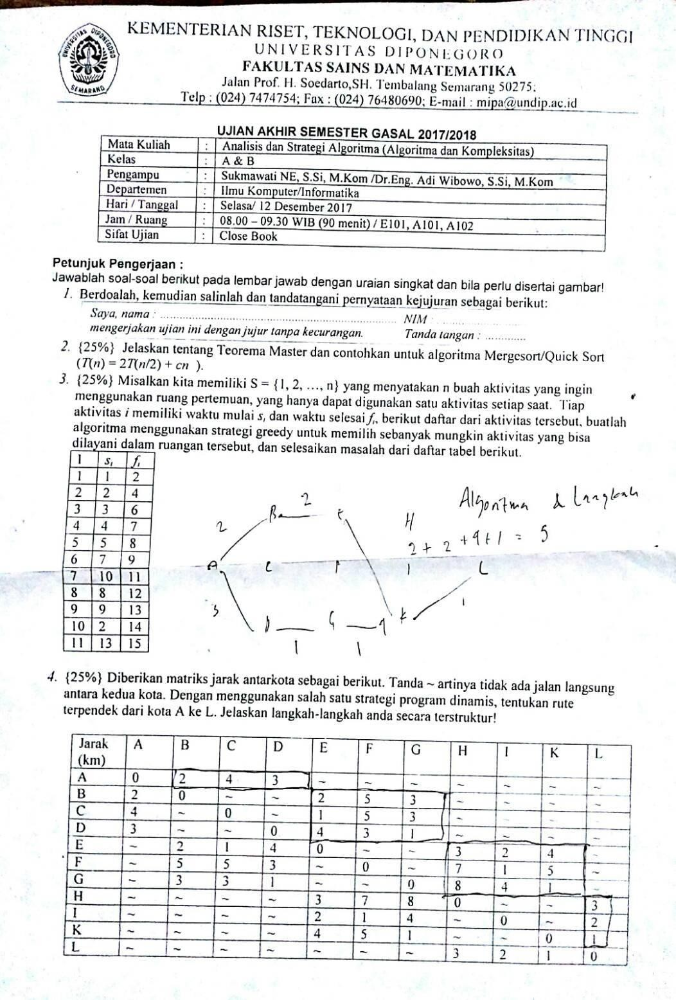 UNIVERSITAS DIPONEGORO
SEMARANG
KEMENTERIAN RISET, TEKNOLOGI, DAN PENDIDIKAN TINGGI
UNIVERSITAS DIPONEGORO
FAKULTAS SAINS DAN MATEMATIKA
Jalan Prof. H. Soedarto,SH. Tembalang Semarang 50275;
Telp : (024) 7474754; Fax : (024) 76480690; E-mail : mipa@undip.ac.id
UJIAN AKHIR SEMESTER GASAL 2017/2018
Mata Kuliah : Analisis dan Strategi Algoritma (Algoritma dan Kompleksitas)
Kelas : A & B
Pengampu : Sukmawati NE, S.Si, M.Kom /Dr.Eng. Adi Wibowo, S.Si, M.Kom
Departemen : Ilmu Komputer/Informatika
Hari / Tanggal : Selasa/ 12 Desember 2017
Jam / Ruang : 08.00 – 09.30 WIB (90 menit) / E101, A101, A102
Sifat Ujian : Close Book
Petunjuk Pengerjaan :
Jawablah soal-soal berikut pada lembar jawab dengan uraian singkat dan bila perlu disertai gambar!
1. Berdoalah, kemudian salinlah dan tandatangani pernyataan kejujuran sebagai berikut:
Saya, nama : ........................................ NIM : ....................
mengerjakan ujian ini dengan jujur tanpa kecurangan. Tanda tangan : .............
2. {25%} Jelaskan tentang Teorema Master dan contohkan untuk algoritma Mergesort/Quick Sort
(T(n) = 2T(n/2) + cn ).
3. {25%} Misalkan kita memiliki S = {1, 2, ..., n} yang menyatakan n buah aktivitas yang ingin
menggunakan ruang pertemuan, yang hanya dapat digunakan satu aktivitas setiap saat. Tiap
aktivitas i memiliki waktu mulai si dan waktu selesai fi, berikut daftar dari aktivitas tersebut, buatlah
algoritma menggunakan strategi greedy untuk memilih sebanyak mungkin aktivitas yang bisa
dilayani dalam ruangan tersebut, dan selesaikan masalah dari daftar tabel berikut.
I si fi
1 1 2
2 2 4
3 3 6
4 4 7
5 5 8
6 7 9
7 10 11
8 8 12
9 9 13
10 2 14
11 13 15
Algoritma & Langkah
2 B 2 E H
2 + 2 + 4 + 1 = 5
A C F I L
3 D G K 1
1 1
4. {25%} Diberikan matriks jarak antarkota sebagai berikut. Tanda ~ artinya tidak ada jalan langsung
antara kedua kota. Dengan menggunakan salah satu strategi program dinamis, tentukan rute
terpendek dari kota A ke L. Jelaskan langkah-langkah anda secara terstruktur!
Jarak (km) A B C D E F G H I K L
A 0 2 4 3 ~ ~ ~ ~ ~ ~ ~
B 2 0 ~ ~ 2 5 3 ~ ~ ~ ~
C 4 ~ 0 ~ 1 5 3 ~ ~ ~ ~
D 3 ~ ~ 0 4 3 1 ~ ~ ~ ~
E ~ 2 1 4 0 ~ ~ 3 2 4 ~
F ~ 5 5 3 ~ 0 ~ 7 1 5 ~
G ~ 3 3 1 ~ ~ 0 8 4 1 ~
H ~ ~ ~ ~ 3 7 8 0 ~ ~ 3
I ~ ~ ~ ~ 2 1 4 ~ 0 ~ 2
K ~ ~ ~ ~ 4 5 1 ~ ~ 0 1
L ~ ~ ~ ~ ~ ~ ~ 3 2 1 0